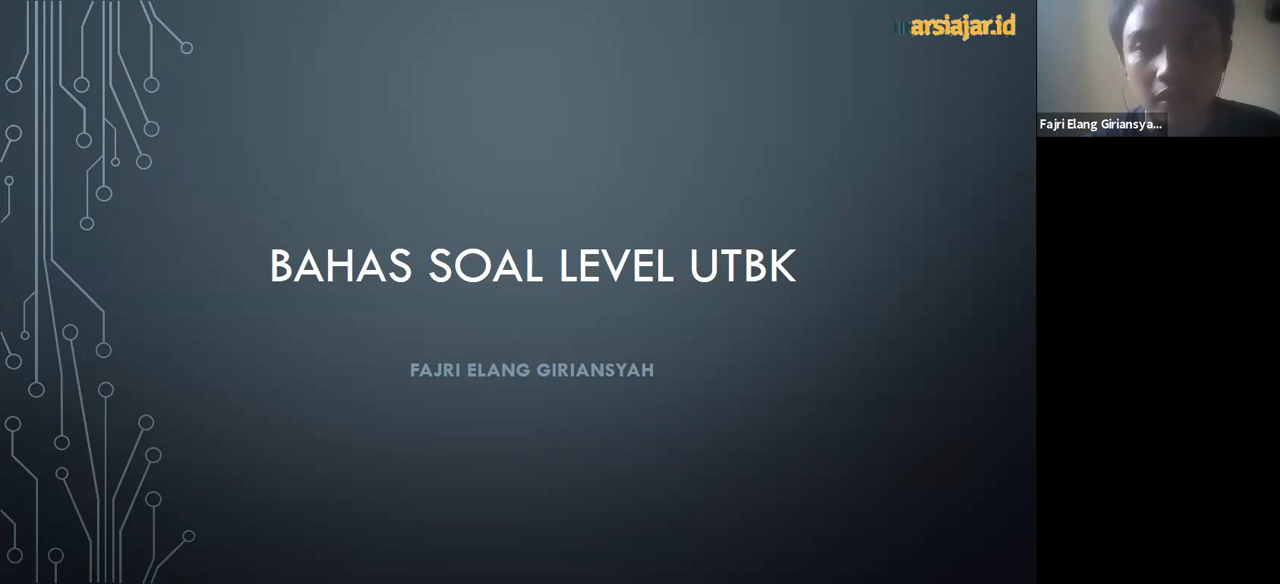 arsiajar.id
BAHAS SOAL LEVEL UTBK
FAJRI ELANG GIRIANSYAH
Fajri Elang Giriansya...